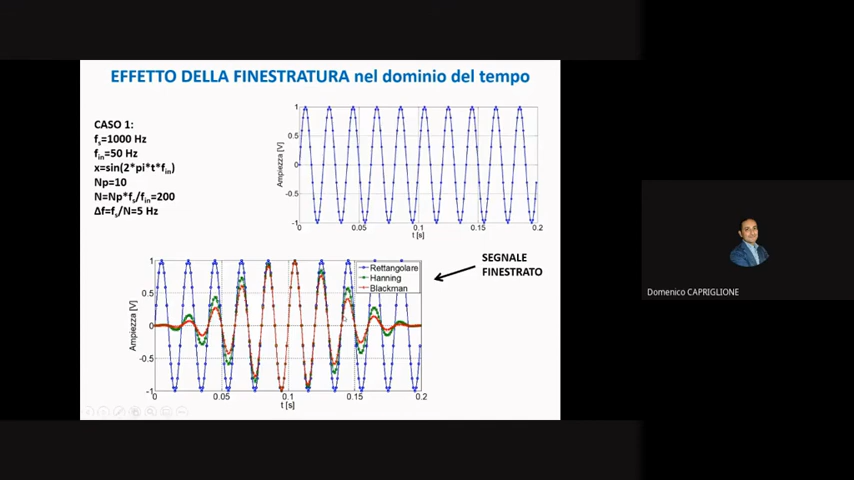 EFFETTO DELLA FINESTRATURA nel dominio del tempo
CASO 1:
fs=1000 Hz
fin=50 Hz
x=sin(2*pi*t*fin)
Np=10
N=Np*fs/fin=200
Δf=fs/N=5 Hz
Ampiezza [V]
1
0.5
0
-0.5
-1
0 0.05 0.1 0.15 0.2
t [s]
SEGNALE
FINESTRATO
Ampiezza [V]
1
0.5
0
-0.5
-1
Rettangolare
Hanning
Blackman
0 0.05 0.1 0.15 0.2
t [s]
Domenico CAPRIGLIONE